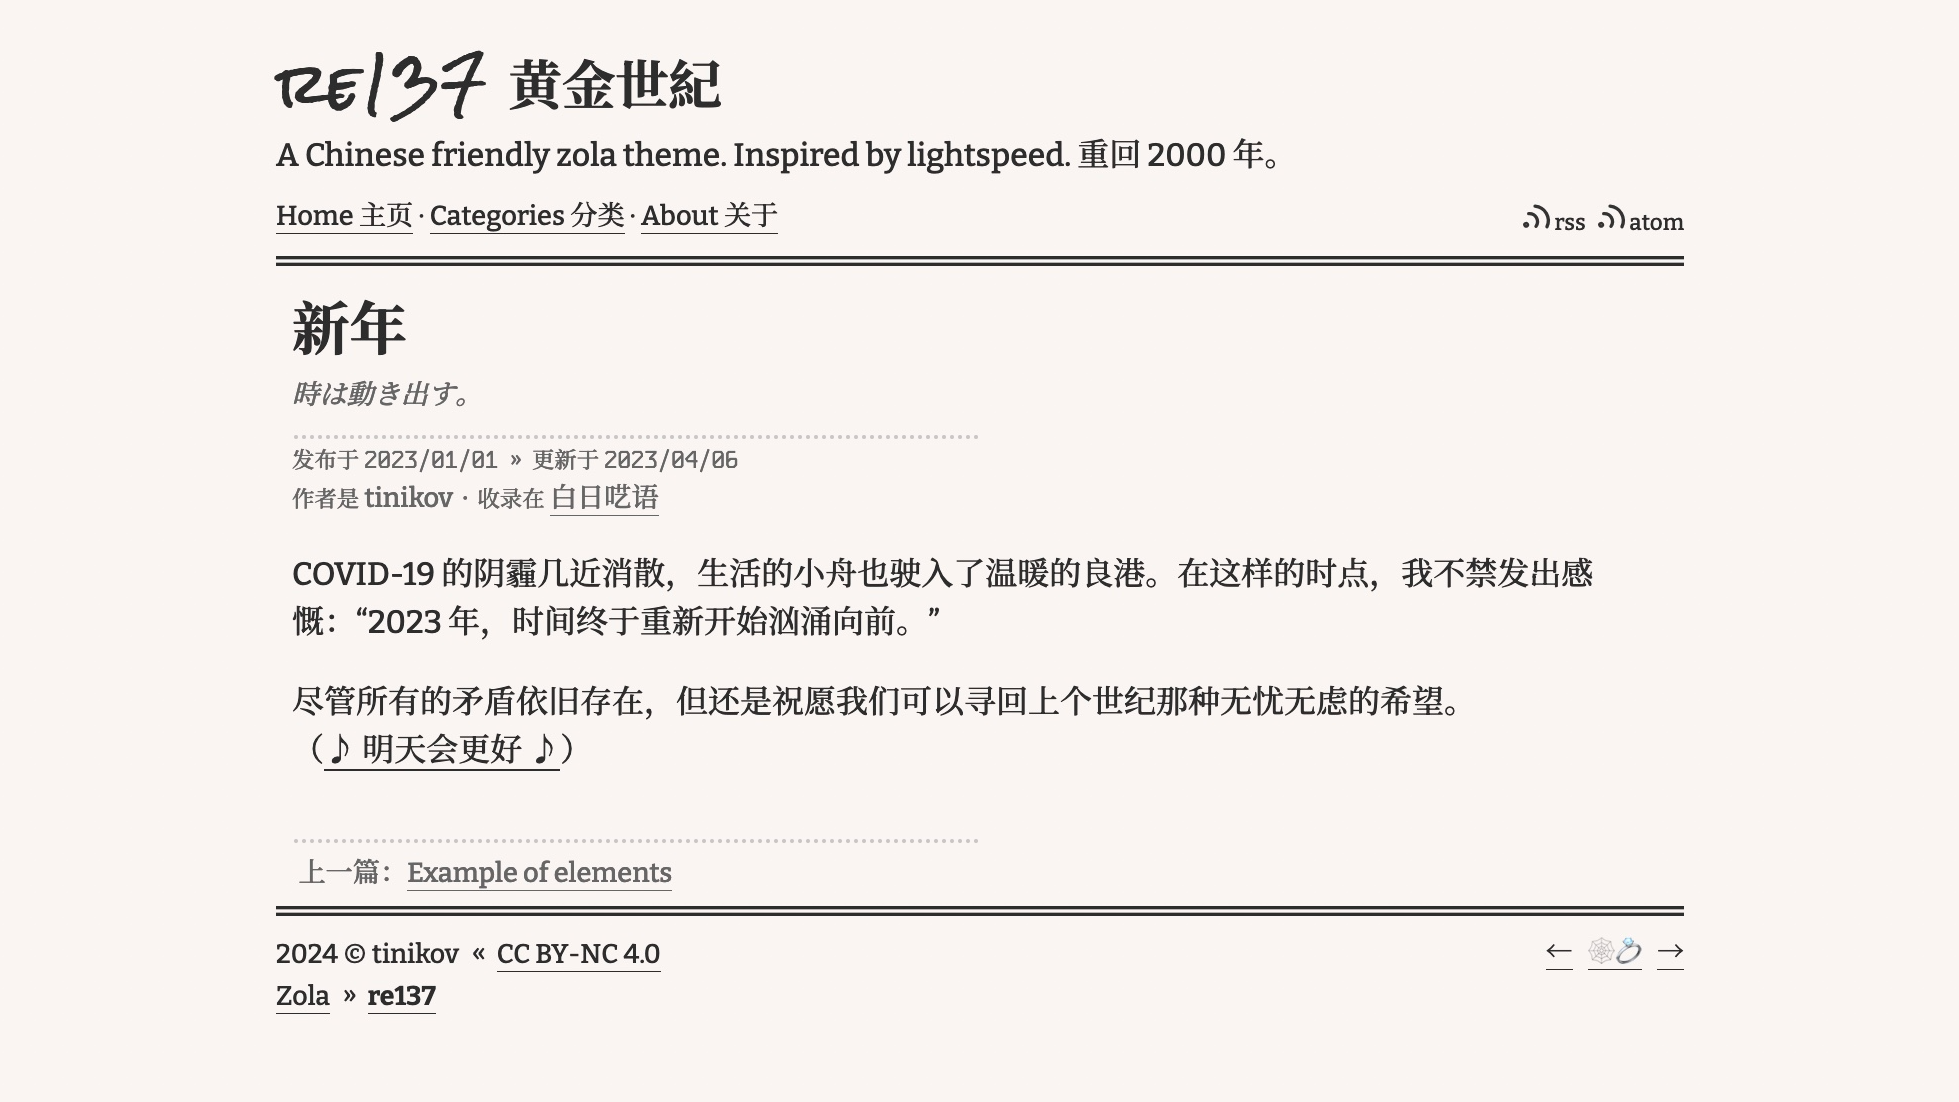 RE137 黄金世紀
A Chinese friendly zola theme. Inspired by lightspeed. 重回 2000 年。
Home 主页 · Categories 分类 · About 关于
rss atom
新年
時は動き出す。
发布于 2023/01/01 » 更新于 2023/04/06
作者是 tinikov · 收录在 白日呓语
COVID-19 的阴霾几近消散，生活的小舟也驶入了温暖的良港。在这样的时点，我不禁发出感
慨：“2023 年，时间终于重新开始汹涌向前。”
尽管所有的矛盾依旧存在，但还是祝愿我们可以寻回上个世纪那种无忧无虑的希望。
（♪ 明天会更好 ♪）
上一篇：Example of elements
2024 © tinikov « CC BY-NC 4.0
← 🕸💍 →
Zola » re137